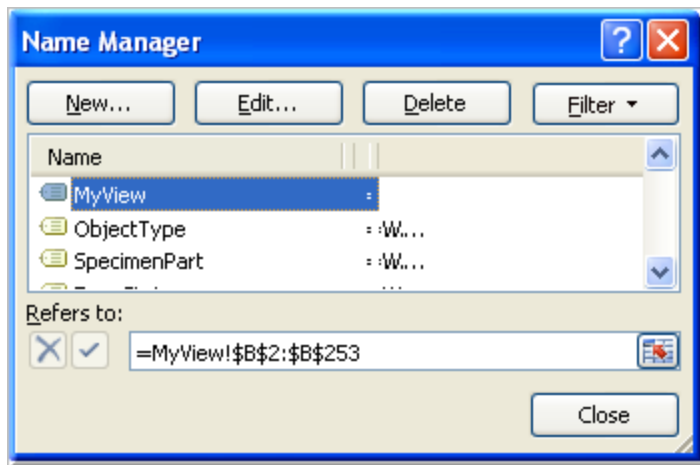 Name Manager
New... Edit... Delete Filter
Name
MyView
ObjectType W...
SpecimenPart W...
Refers to:
=MyView!$B$2:$B$253
Close